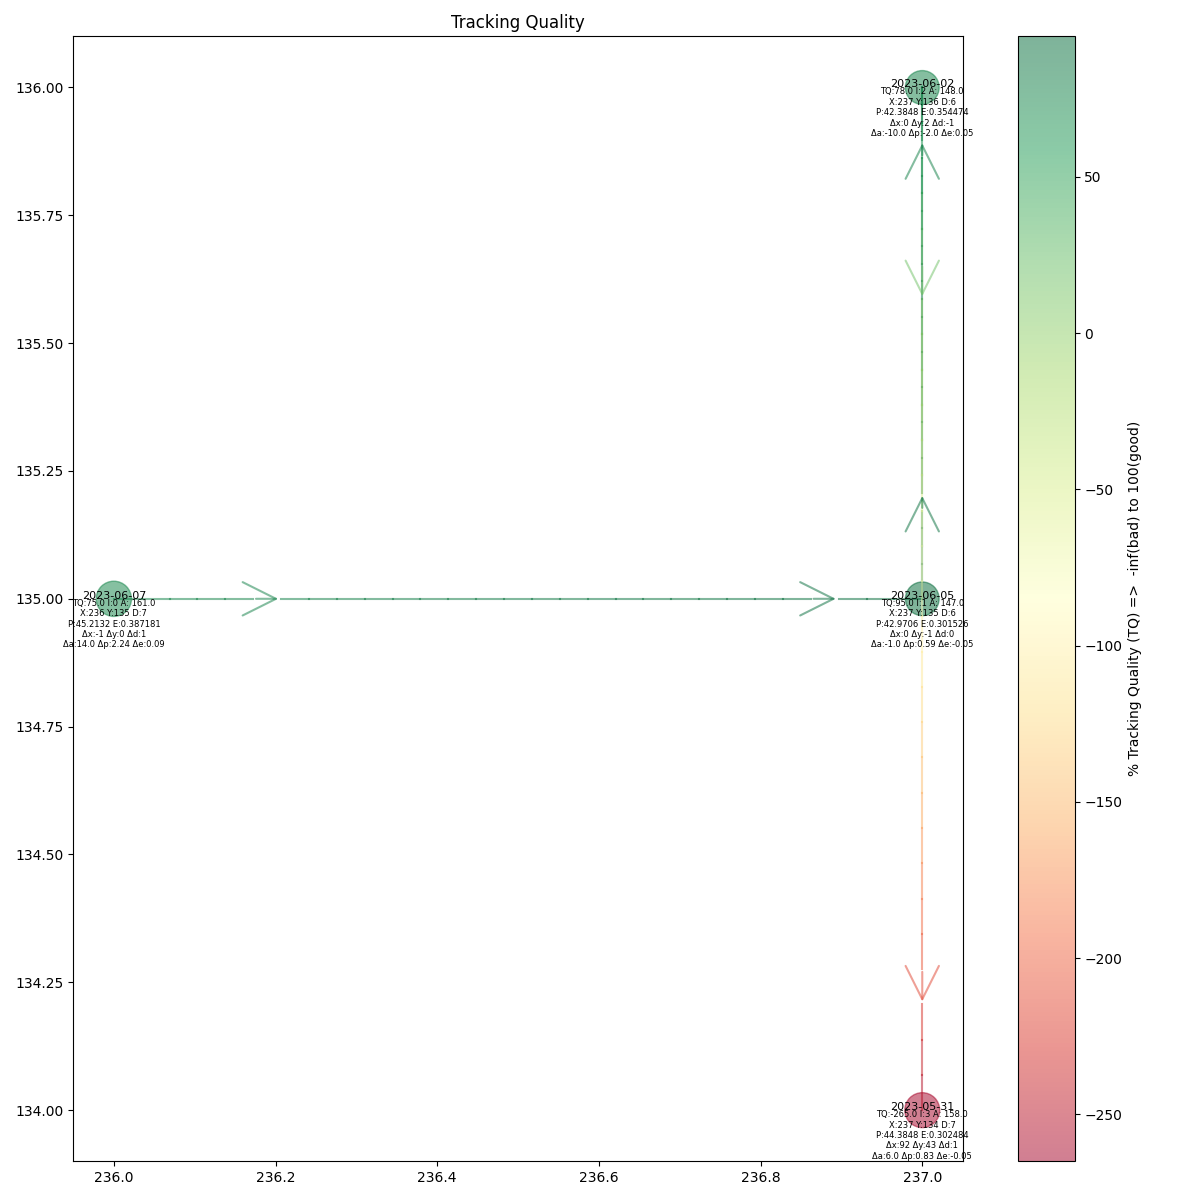 Tracking Quality
136.00
135.75
135.50
135.25
135.00
134.75
134.50
134.25
134.00
236.0
236.2
236.4
236.6
236.8
237.0
2023-06-02
TQ:78.0 I:2 A: 148.0
X:237 Y:136 D:6
P:42.3848 E:0.354474
Δx:0 Δy:2 Δd:-1
Δa:-10.0 Δp:-2.0 Δe:0.05
2023-06-07
TQ:75.0 I:0 A: 161.0
X:236 Y:135 D:7
P:45.2132 E:0.387181
Δx:-1 Δy:0 Δd:1
Δa:14.0 Δp:2.24 Δe:0.09
2023-06-05
TQ:95.0 I:1 A: 147.0
X:237 Y:135 D:6
P:42.9706 E:0.301526
Δx:0 Δy:-1 Δd:0
Δa:-1.0 Δp:0.59 Δe:-0.05
2023-05-31
TQ:-265.0 I:3 A: 158.0
X:237 Y:134 D:7
P:44.3848 E:0.302484
Δx:92 Δy:43 Δd:1
Δa:6.0 Δp:0.83 Δe:-0.05
50
0
−50
−100
−150
−200
−250
% Tracking Quality (TQ) => -inf(bad) to 100(good)